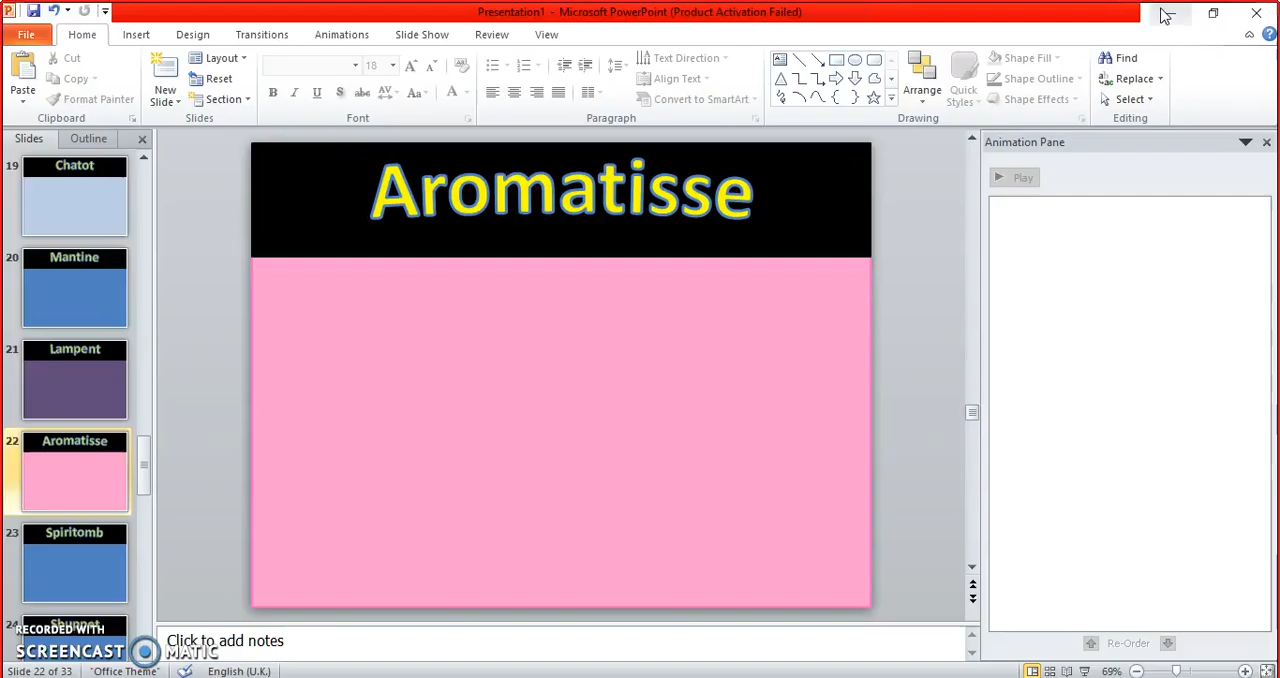 Presentation1 - Microsoft PowerPoint (Product Activation Failed)
File Home Insert Design Transitions Animations Slide Show Review View
Paste
Cut
Copy
Format Painter
Clipboard
New
Slide
Layout
Reset
Section
Slides
18
Font
Text Direction
Align Text
Convert to SmartArt
Paragraph
Arrange
Quick
Styles
Shape Fill
Shape Outline
Shape Effects
Drawing
Find
Replace
Select
Editing
Slides Outline
19 Chatot
20 Mantine
21 Lampent
22 Aromatisse
23 Spiritomb
24 Shuppet
Aromatisse
Animation Pane
Play
Re-Order
Click to add notes
RECORDED WITH
SCREENCAST MATIC
Slide 22 of 33 "Office Theme" English (U.K.) 69%